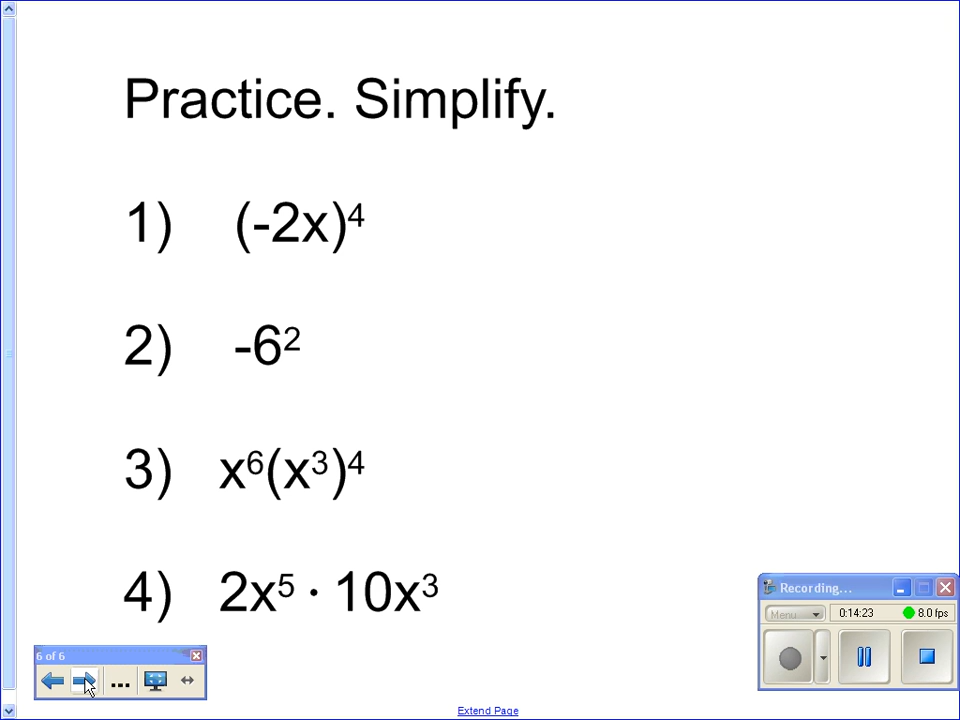 Practice. Simplify.
1) (-2x)⁴
2) -6²
3) x⁶(x³)⁴
4) 2x⁵ · 10x³
Recording...
Menu 0:14:23 8.0 fps
6 of 6
...
Extend Page